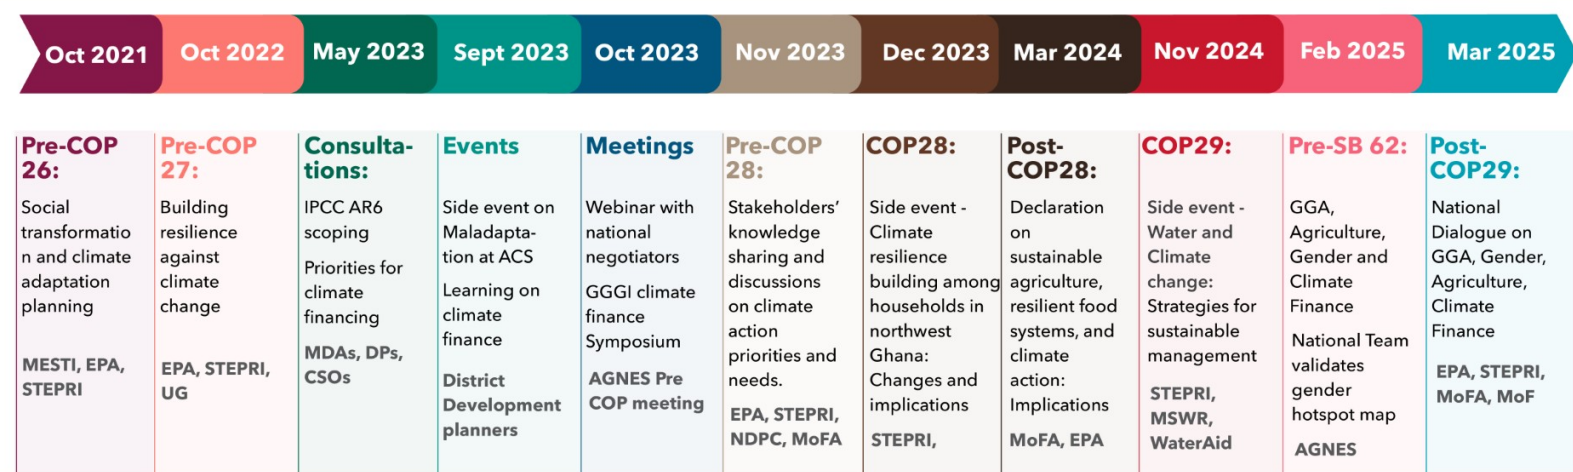 Oct 2021
Oct 2022
May 2023
Sept 2023
Oct 2023
Nov 2023
Dec 2023
Mar 2024
Nov 2024
Feb 2025
Mar 2025
Pre-COP
26:
Social
transformatio
n and climate
adaptation
planning
MESTI, EPA,
STEPRI
Pre-COP
27:
Building
resilience
against
climate
change
EPA, STEPRI,
UG
Consulta-
tions:
IPCC AR6
scoping
Priorities for
climate
financing
MDAs, DPs,
CSOs
Events
Side event on
Maladapta-
tion at ACS
Learning on
climate
finance
District
Development
planners
Meetings
Webinar with
national
negotiators
GGGI climate
finance
Symposium
AGNES Pre
COP meeting
Pre-COP
28:
Stakeholders’
knowledge
sharing and
discussions
on climate
action
priorities and
needs.
EPA, STEPRI,
NDPC, MoFA
COP28:
Side event -
Climate
resilience
building among
households in
northwest
Ghana:
Changes and
implications
STEPRI,
Post-
COP28:
Declaration
on
sustainable
agriculture,
resilient food
systems, and
climate
action:
Implications
MoFA, EPA
COP29:
Side event -
Water and
Climate
change:
Strategies for
sustainable
management
STEPRI,
MSWR,
WaterAid
Pre-SB 62:
GGA,
Agriculture,
Gender and
Climate
Finance
National Team
validates
gender
hotspot map
AGNES
Post-
COP29:
National
Dialogue on
GGA, Gender,
Agriculture,
Climate
Finance
EPA, STEPRI,
MoFA, MoF